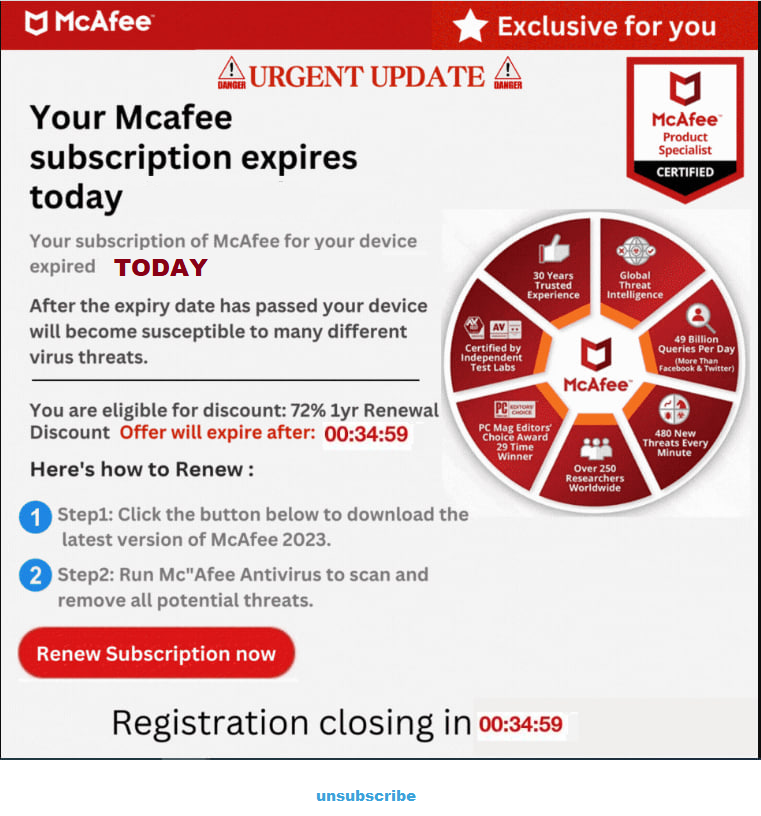 McAfee™
Exclusive for you
DANGER
URGENT UPDATE
DANGER
Your Mcafee
subscription expires
today
McAfee™
Product
Specialist
CERTIFIED
Your subscription of McAfee for your device
expired TODAY
After the expiry date has passed your device
will become susceptible to many different
virus threats.
You are eligible for discount: 72% 1yr Renewal
Discount Offer will expire after: 00:34:59
Here's how to Renew :
1 Step1: Click the button below to download the
latest version of McAfee 2023.
2 Step2: Run Mc"Afee Antivirus to scan and
remove all potential threats.
Renew Subscription now
30 Years
Trusted
Experience
Global
Threat
Intelligence
49 Billion
Queries Per Day
(More Than
Facebook & Twitter)
480 New
Threats Every
Minute
Over 250
Researchers
Worldwide
PC EDITORS'
CHOICE
PC Mag Editors'
Choice Award
29 Time
Winner
AV
Certified by
Independent
Test Labs
McAfee™
Registration closing in 00:34:59
unsubscribe